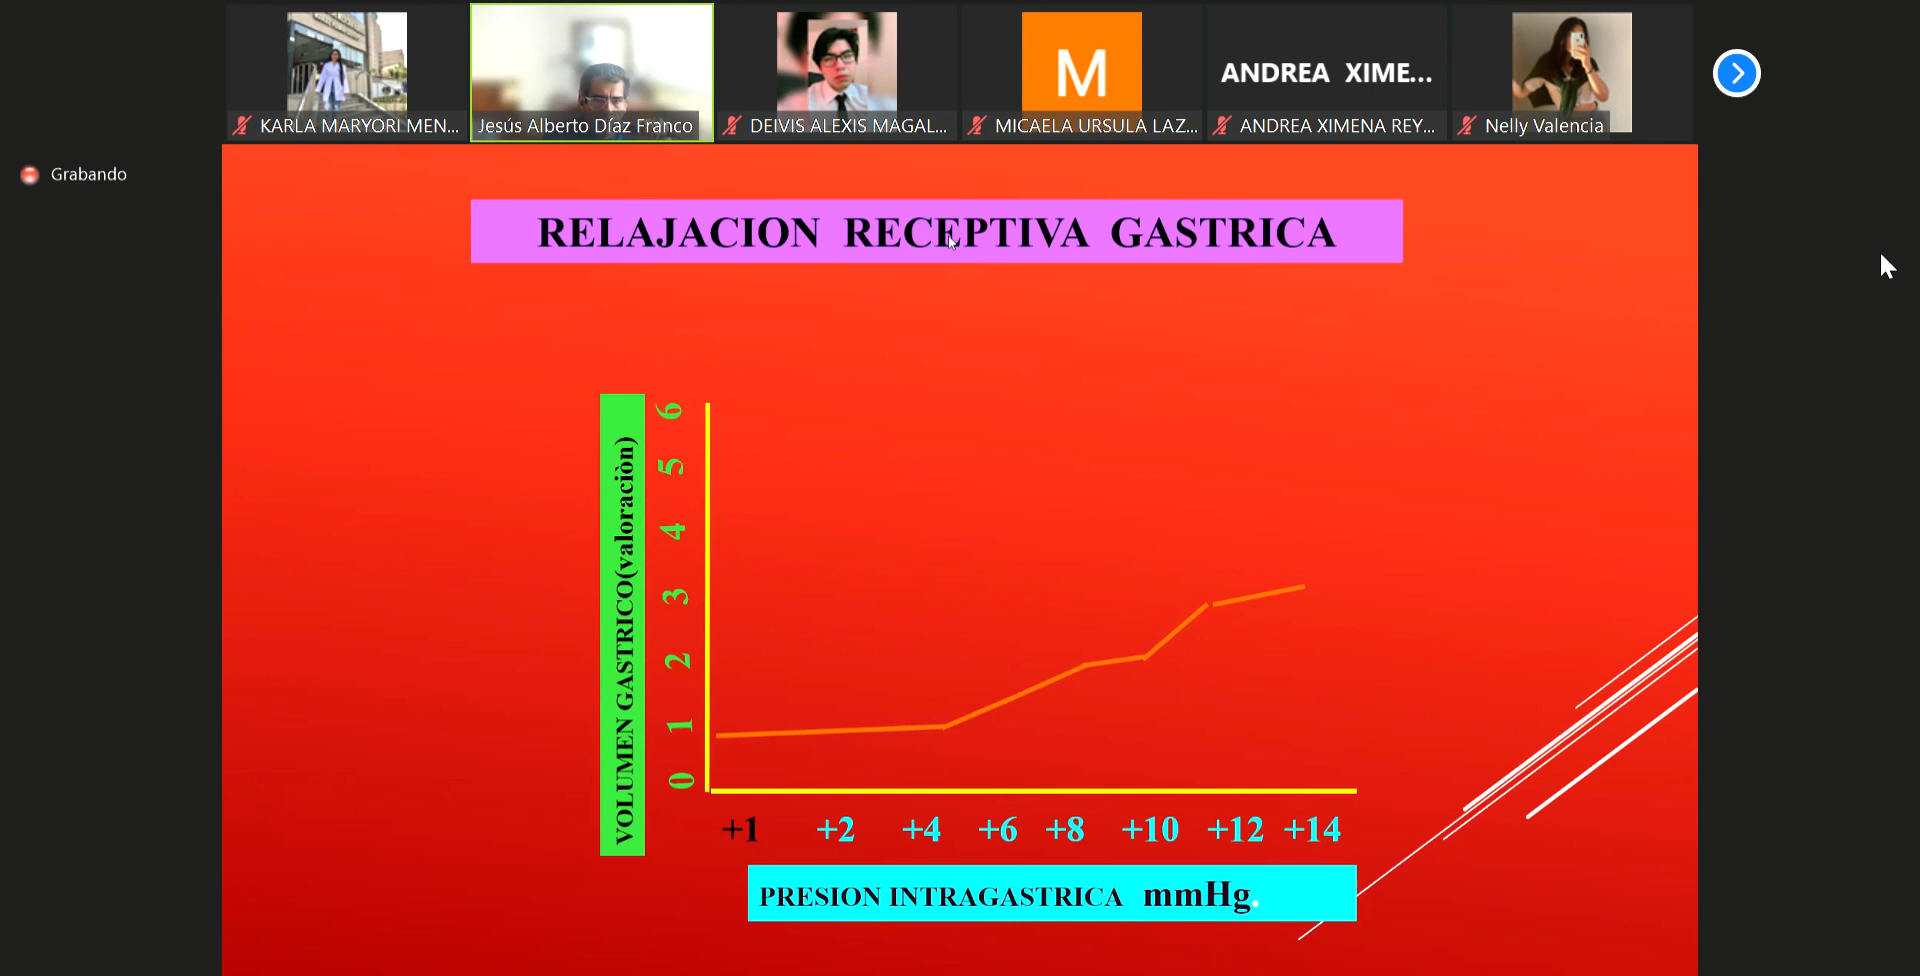 KARLA MARYORI MEN...
Jesús Alberto Díaz Franco
DEIVIS ALEXIS MAGAL...
M
MICAELA URSULA LAZ...
ANDREA XIME...
ANDREA XIMENA REY...
Nelly Valencia
Grabando
RELAJACION RECEPTIVA GASTRICA
VOLUMEN GASTRICO(valoraciòn)
6
5
4
3
2
1
0
+1 +2 +4 +6 +8 +10 +12 +14
PRESION INTRAGASTRICA mmHg.